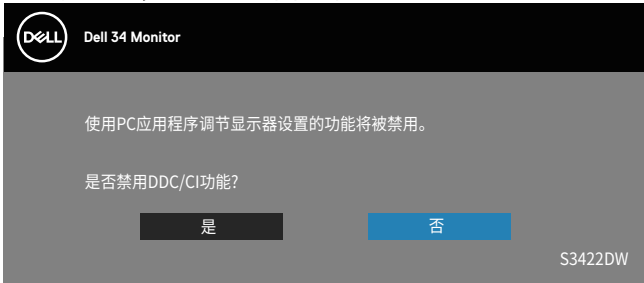 DELL
Dell 34 Monitor
使用PC应用程序调节显示器设置的功能将被禁用。
是否禁用DDC/CI功能?
是
否
S3422DW